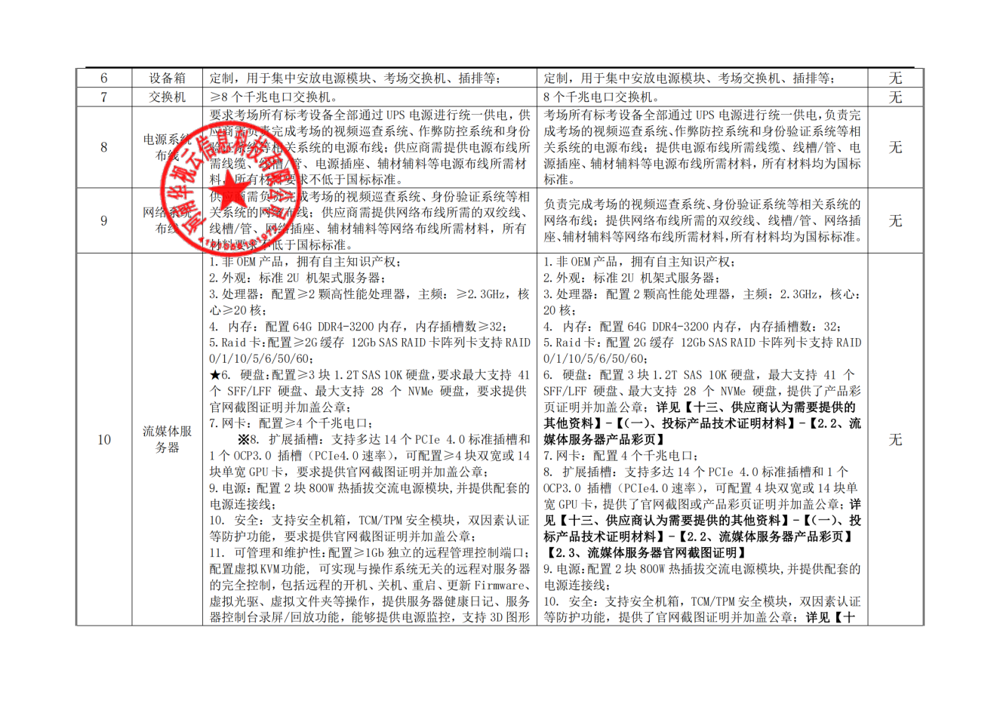 6 设备箱 定制，用于集中安放电源模块、考场交换机、插排等； 定制，用于集中安放电源模块、考场交换机、插排等； 无
7 交换机 ≥8 个千兆电口交换机。 8 个千兆电口交换机。 无
8
电源系统
布线
要求考场所有标考设备全部通过 UPS 电源进行统一供电，供
应商需负责完成考场的视频巡查系统、作弊防控系统和身份
验证系统等相关系统的电源布线；供应商需提供电源布线所
需线缆、线槽/管、电源插座、辅材辅料等电源布线所需材
料，所有材料要求不低于国标标准。
考场所有标考设备全部通过 UPS 电源进行统一供电，负责完
成考场的视频巡查系统、作弊防控系统和身份验证系统等相
关系统的电源布线；提供电源布线所需线缆、线槽/管、电
源插座、辅材辅料等电源布线所需材料，所有材料均为国标
标准。
无
9
网络系统
布线
供应商需负责完成考场的视频巡查系统、身份验证系统等相
关系统的网络布线；供应商需提供网络布线所需的双绞线、
线槽/管、网络插座、辅材辅料等网络布线所需材料，所有
材料要求不低于国标标准。
负责完成考场的视频巡查系统、身份验证系统等相关系统的
网络布线；提供网络布线所需的双绞线、线槽/管、网络插
座、辅材辅料等网络布线所需材料，所有材料均为国标标准。
无
10
流媒体服
务器
1.非 OEM 产品，拥有自主知识产权；
2.外观：标准 2U 机架式服务器；
3.处理器：配置≥2 颗高性能处理器，主频：≥2.3GHz，核
心≥20 核；
4. 内存：配置 64G DDR4-3200 内存，内存插槽数≥32；
5.Raid 卡：配置≥2G 缓存 12Gb SAS RAID 卡阵列卡支持 RAID
0/1/10/5/6/50/60；
★6. 硬盘：配置≥3 块 1.2T SAS 10K 硬盘，要求最大支持 41
个 SFF/LFF 硬盘、最大支持 28 个 NVMe 硬盘，要求提供
官网截图证明并加盖公章；
7.网卡：配置≥4 个千兆电口；
※8. 扩展插槽：支持多达 14 个 PCIe 4.0 标准插槽和
1 个 OCP3.0 插槽（PCIe4.0 速率），可配置≥4 块双宽或 14
块单宽 GPU 卡，要求提供官网截图证明并加盖公章；
9.电源：配置 2 块 800W 热插拔交流电源模块,并提供配套的
电源连接线；
10. 安全：支持安全机箱，TCM/TPM 安全模块，双因素认证
等防护功能，要求提供官网截图证明并加盖公章；
11. 可管理和维护性：配置≥1Gb 独立的远程管理控制端口；
配置虚拟 KVM 功能, 可实现与操作系统无关的远程对服务器
的完全控制，包括远程的开机、关机、重启、更新 Firmware、
虚拟光驱、虚拟文件夹等操作，提供服务器健康日记、服务
器控制台录屏/回放功能，能够提供电源监控，支持 3D 图形
1.非 OEM 产品，拥有自主知识产权；
2.外观：标准 2U 机架式服务器；
3.处理器：配置 2 颗高性能处理器，主频：2.3GHz，核心：
20 核；
4. 内存：配置 64G DDR4-3200 内存，内存插槽数：32；
5.Raid 卡：配置 2G 缓存 12Gb SAS RAID 卡阵列卡支持 RAID
0/1/10/5/6/50/60；
6. 硬盘：配置 3 块 1.2T SAS 10K 硬盘，最大支持 41 个
SFF/LFF 硬盘、最大支持 28 个 NVMe 硬盘，提供了产品彩
页证明并加盖公章；详见【十三、供应商认为需要提供的
其他资料】-【（一）、投标产品技术证明材料】-【2.2、流
媒体服务器产品彩页】
7.网卡：配置 4 个千兆电口；
8. 扩展插槽：支持多达 14 个 PCIe 4.0 标准插槽和 1 个
OCP3.0 插槽（PCIe4.0 速率），可配置 4 块双宽或 14 块单
宽 GPU 卡，提供了官网截图或产品彩页证明并加盖公章；详
见【十三、供应商认为需要提供的其他资料】-【（一）、投
标产品技术证明材料】-【2.2、流媒体服务器产品彩页】
【2.3、流媒体服务器官网截图证明】
9.电源：配置 2 块 800W 热插拔交流电源模块,并提供配套的
电源连接线；
10. 安全：支持安全机箱，TCM/TPM 安全模块，双因素认证
等防护功能，提供了官网截图证明并加盖公章；详见【十
无
河南华视云信息科技有限公司